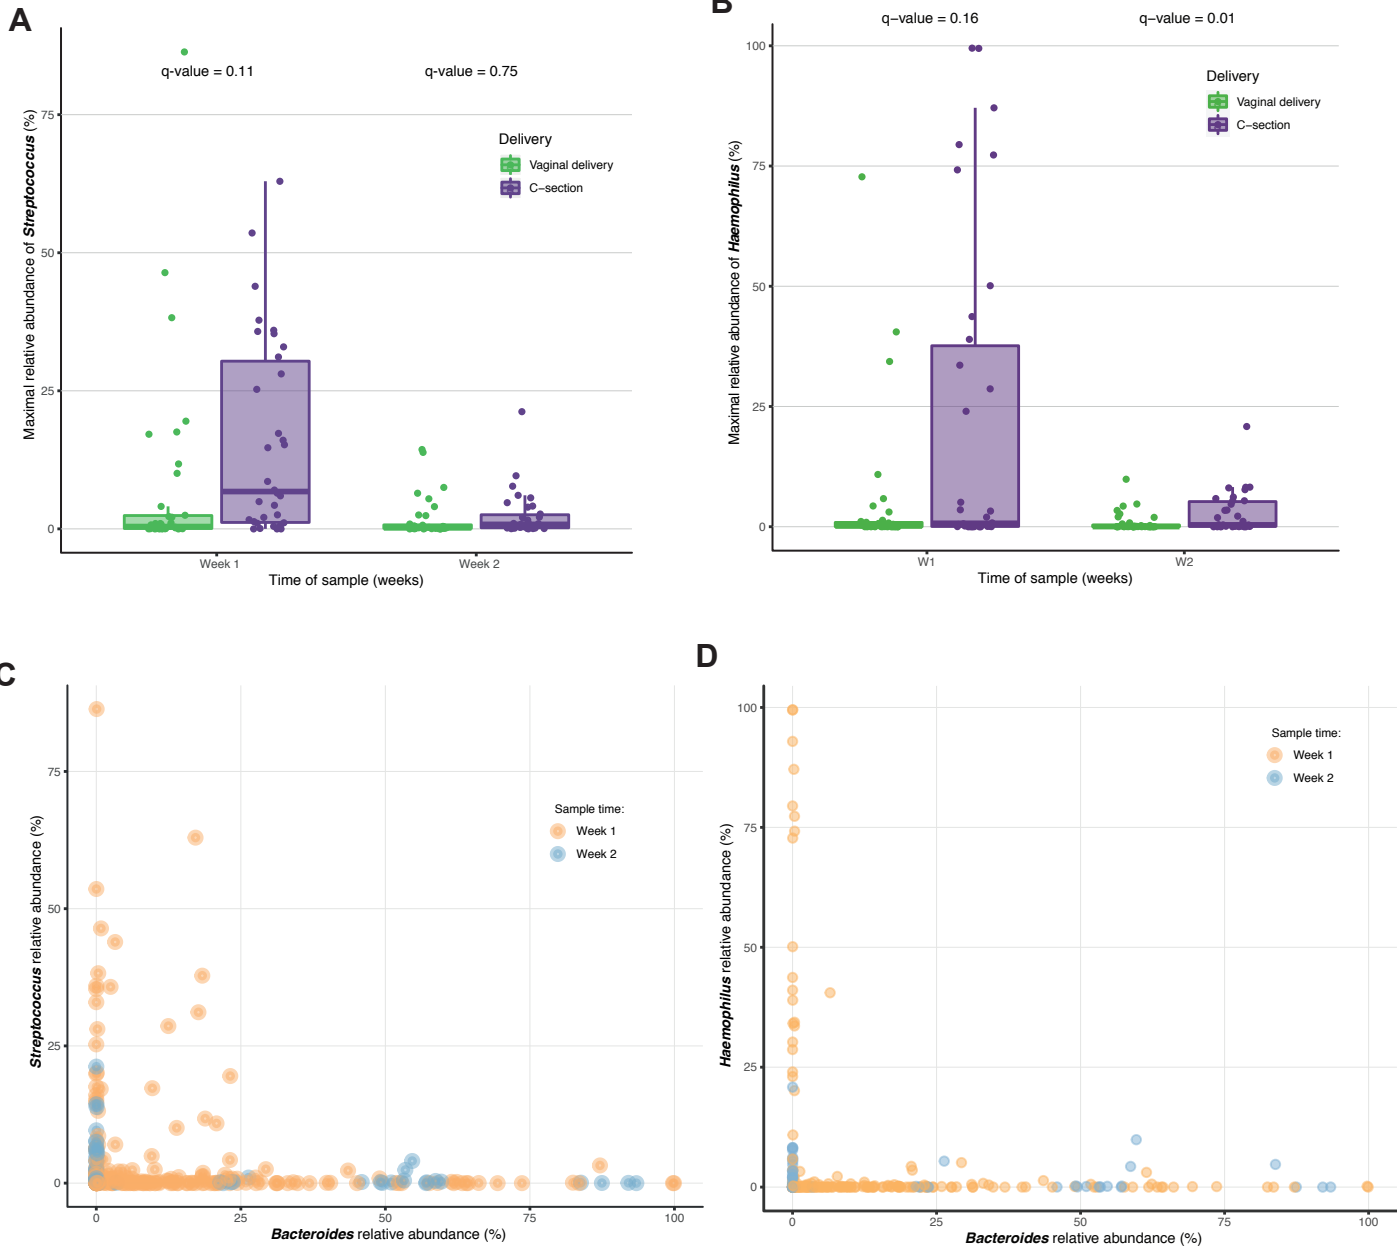 A
q-value = 0.11
q-value = 0.75
Delivery
Vaginal delivery
C−section
Maximal relative abundance of Streptococcus (%)
75
50
25
0
Week 1
Week 2
Time of sample (weeks)
B
q−value = 0.16
q−value = 0.01
Delivery
Vaginal delivery
C−section
Maximal relative abundance of Haemophilus (%)
100
75
50
25
0
W1
W2
Time of sample (weeks)
C
Sample time:
Week 1
Week 2
Streptococcus relative abundance (%)
75
50
25
0
0
25
50
75
100
Bacteroides relative abundance (%)
D
Sample time:
Week 1
Week 2
Haemophilus relative abundance (%)
100
75
50
25
0
0
25
50
75
100
Bacteroides relative abundance (%)